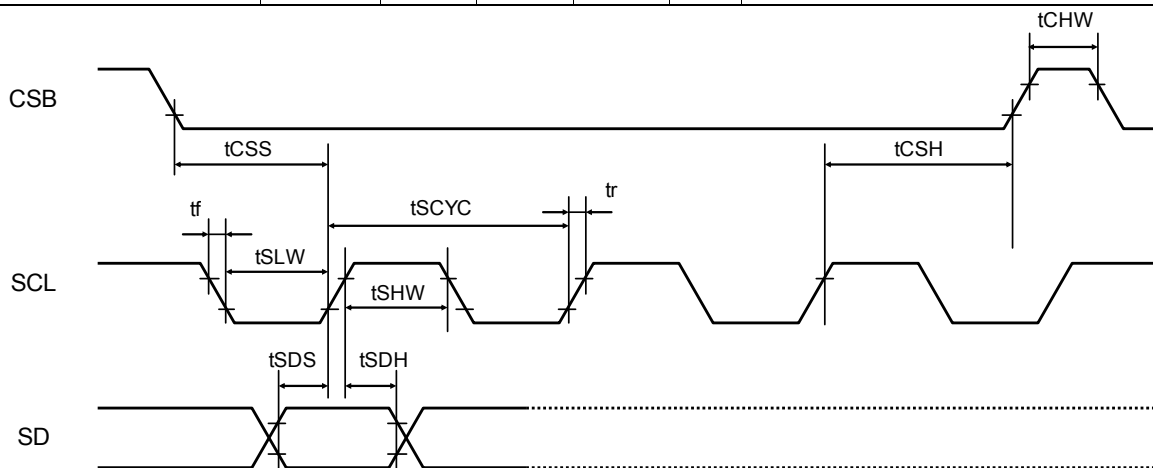 tCHW
CSB
tCSS
tCSH
tf
tSCYC
tr
tSLW
SCL
tSHW
tSDS
tSDH
SD